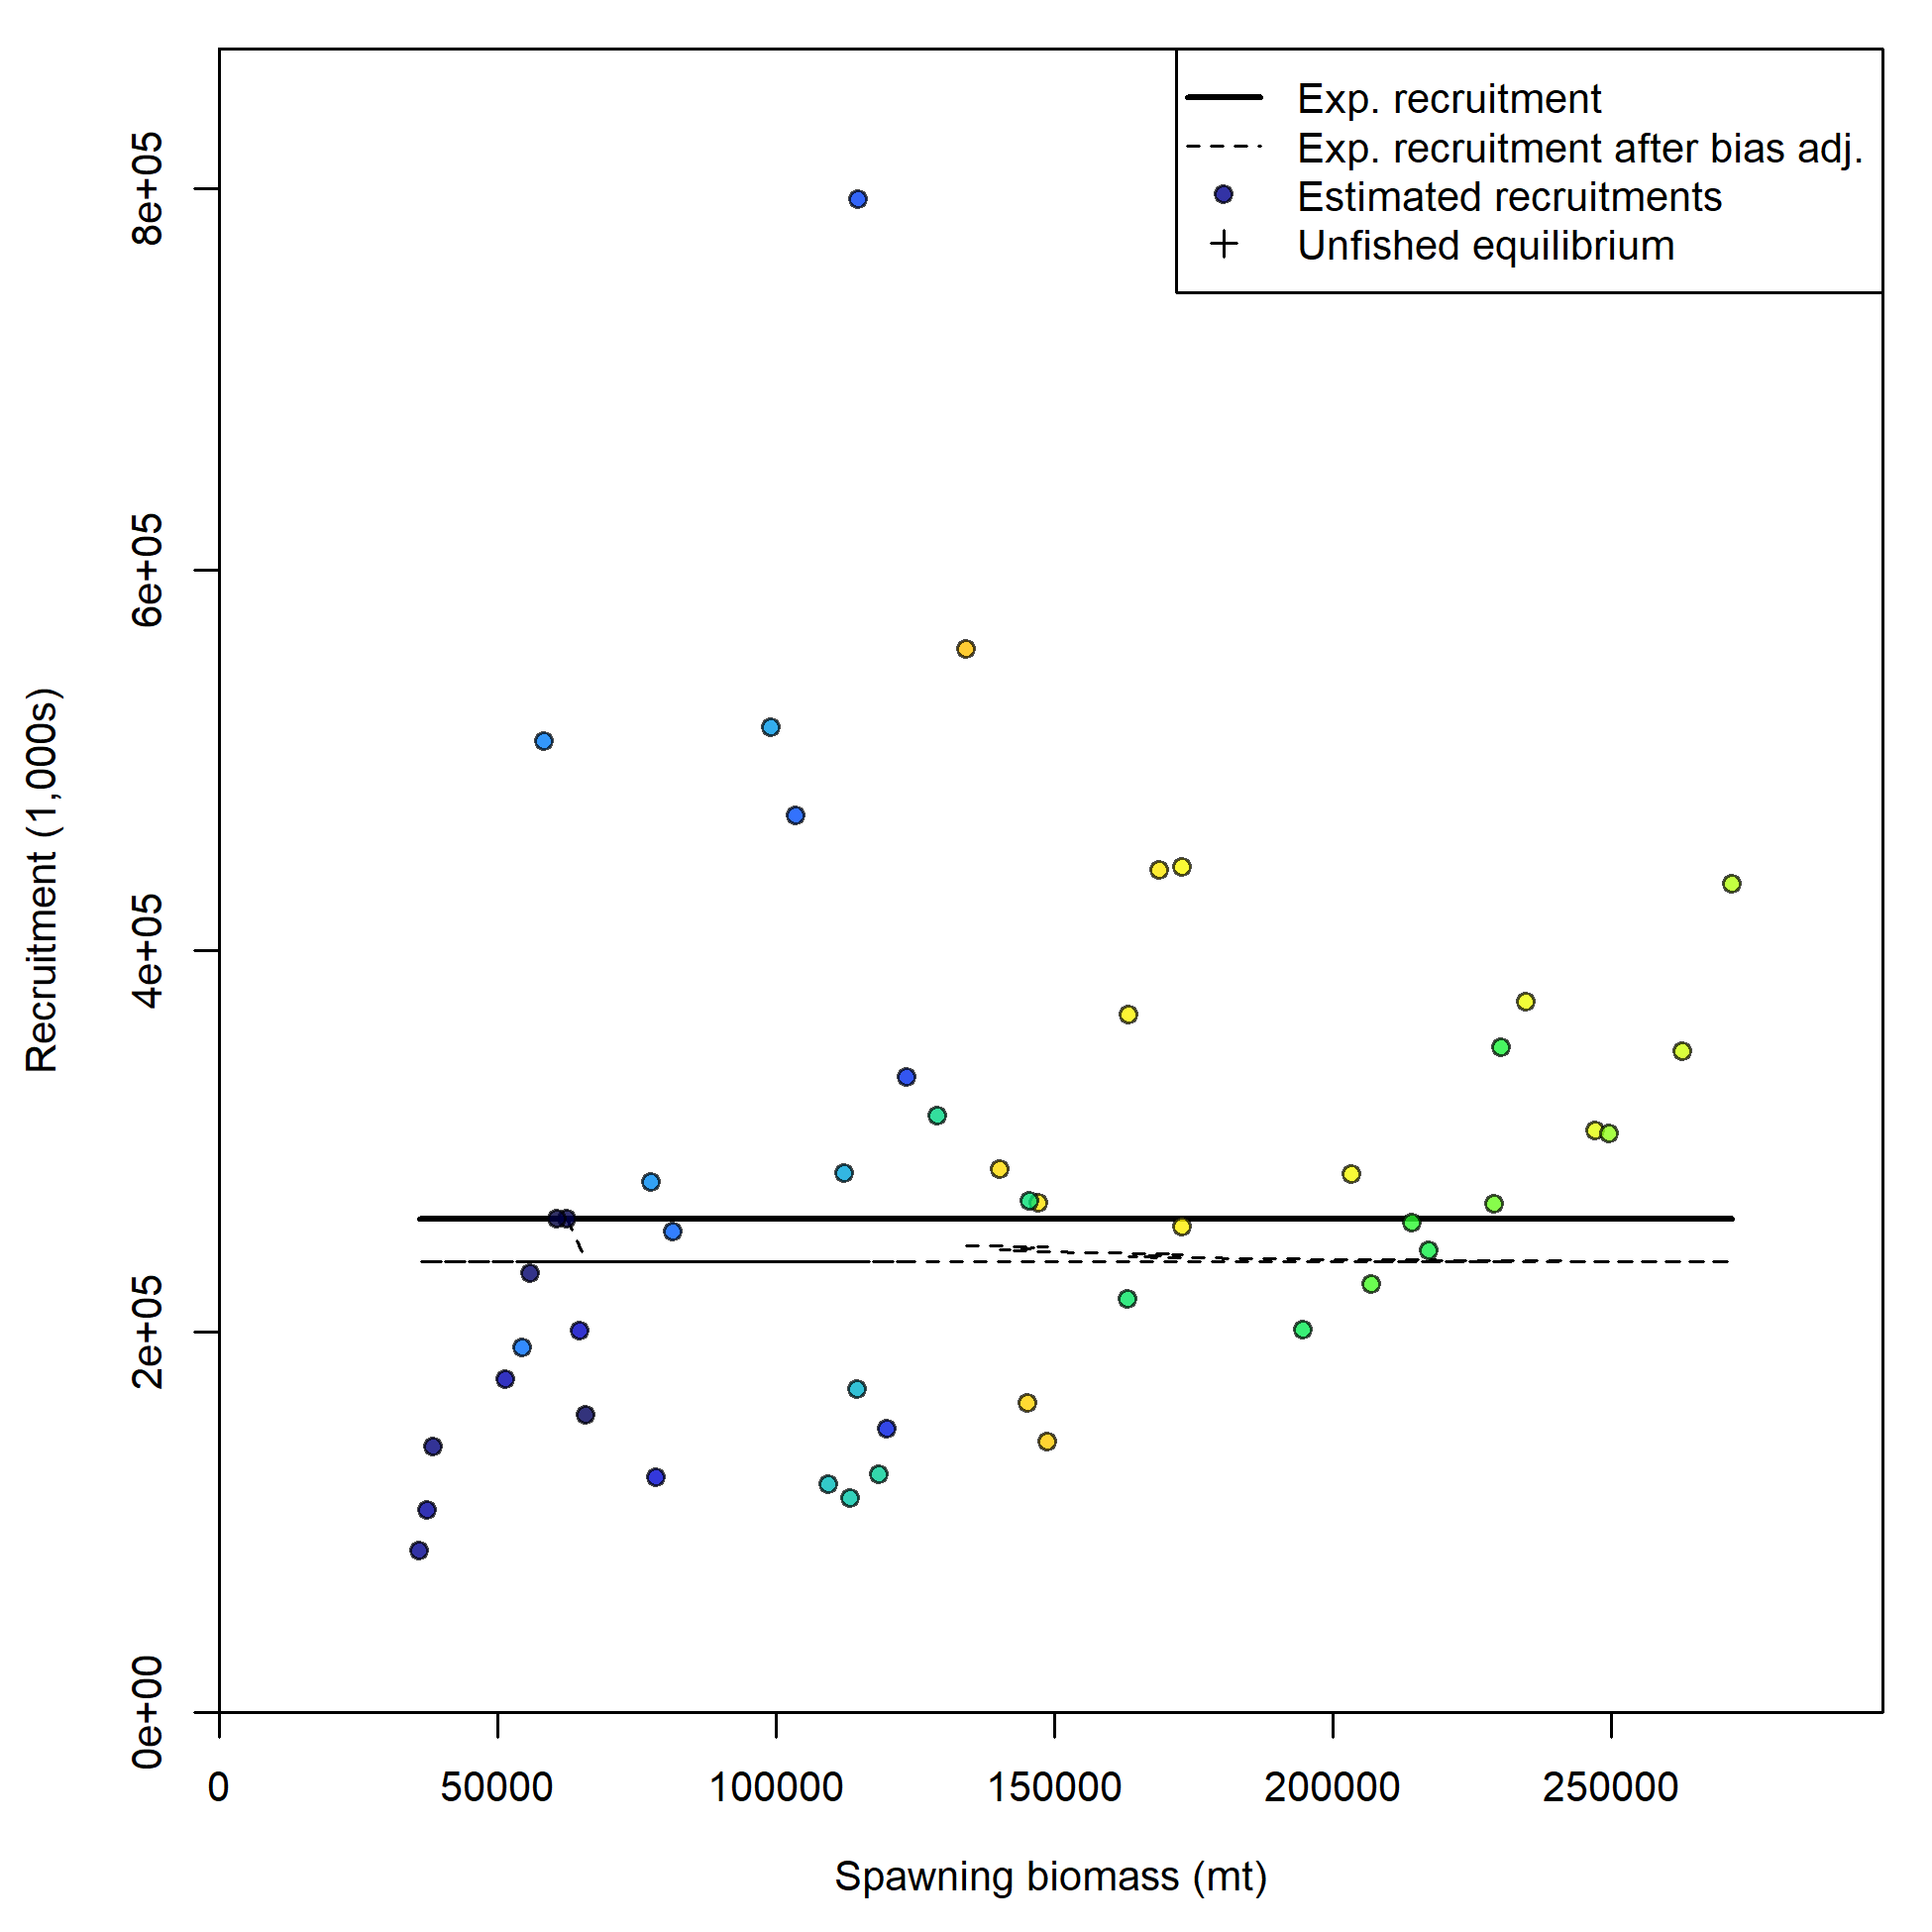 Exp. recruitment
Exp. recruitment after bias adj.
Estimated recruitments
Unfished equilibrium
Recruitment (1,000s)
8e+05
6e+05
4e+05
2e+05
0e+00
0 50000 100000 150000 200000 250000
Spawning biomass (mt)